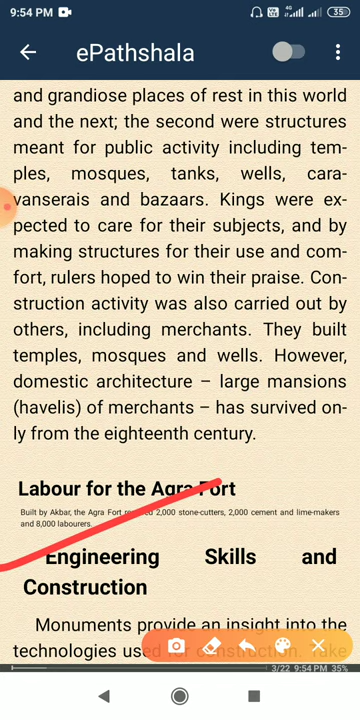 9:54 PM 4G 35
ePathshala
and grandiose places of rest in this world
and the next; the second were structures
meant for public activity including tem-
ples, mosques, tanks, wells, cara-
vanserais and bazaars. Kings were ex-
pected to care for their subjects, and by
making structures for their use and com-
fort, rulers hoped to win their praise. Con-
struction activity was also carried out by
others, including merchants. They built
temples, mosques and wells. However,
domestic architecture – large mansions
(havelis) of merchants – has survived on-
ly from the eighteenth century.
Labour for the Agra Fort
Built by Akbar, the Agra Fort 2,000 stone-cutters, 2,000 cement and lime-makers
and 8,000 labourers.
Engineering Skills and
Construction
Monuments provide an insight into the
technologies used for construction. Take
3/22 9:54 PM 35%